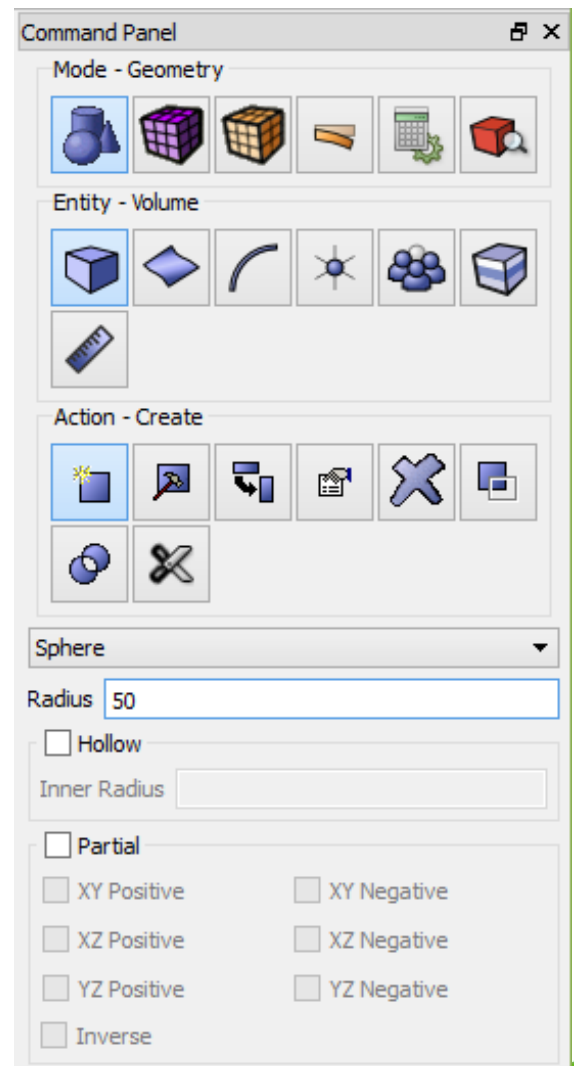 Command Panel
Mode - Geometry
Entity - Volume
Action - Create
Sphere
Radius 50
Hollow
Inner Radius
Partial
XY Positive XY Negative
XZ Positive XZ Negative
YZ Positive YZ Negative
Inverse